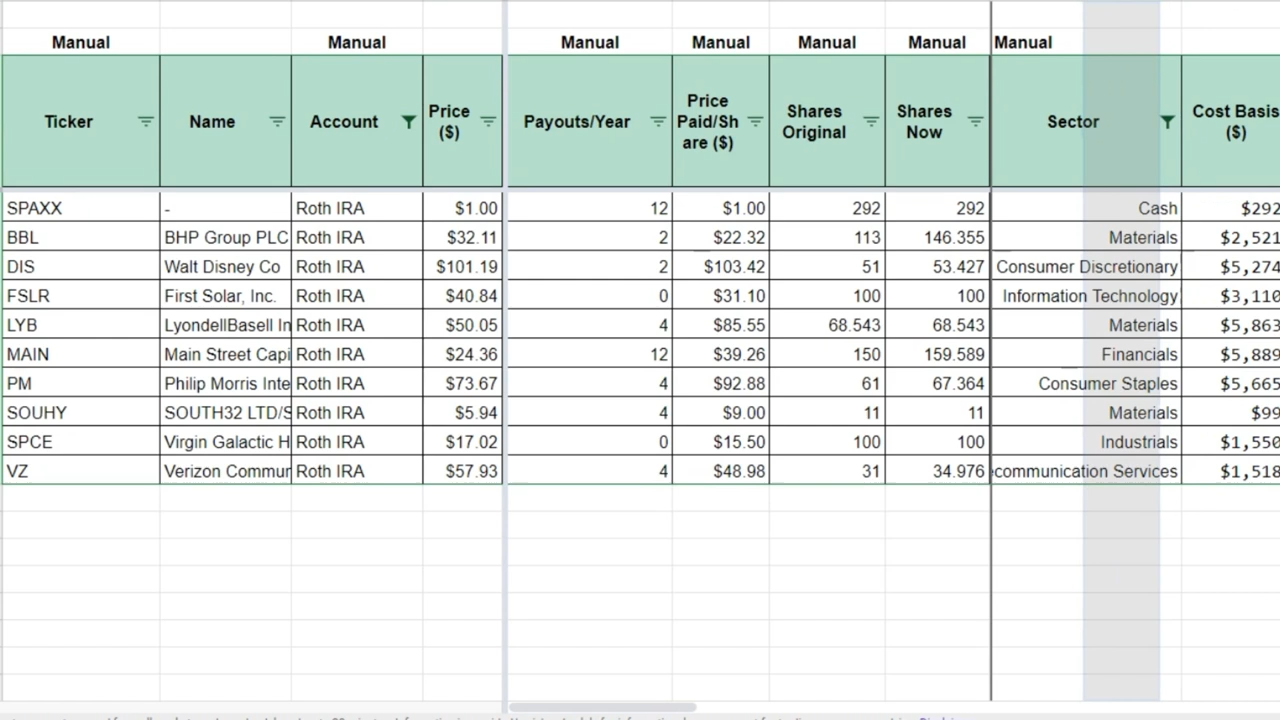 Manual Manual Manual Manual Manual Manual Manual
Ticker Name Account Price ($) Payouts/Year Price Paid/Sh are ($) Shares Original Shares Now Sector Cost Basis ($)
SPAXX - Roth IRA $1.00 12 $1.00 292 292 Cash $292
BBL BHP Group PLC Roth IRA $32.11 2 $22.32 113 146.355 Materials $2,521
DIS Walt Disney Co Roth IRA $101.19 2 $103.42 51 53.427 Consumer Discretionary $5,274
FSLR First Solar, Inc. Roth IRA $40.84 0 $31.10 100 100 Information Technology $3,110
LYB LyondellBasell In Roth IRA $50.05 4 $85.55 68.543 68.543 Materials $5,863
MAIN Main Street Capi Roth IRA $24.36 12 $39.26 150 159.589 Financials $5,889
PM Philip Morris Inte Roth IRA $73.67 4 $92.88 61 67.364 Consumer Staples $5,665
SOUHY SOUTH32 LTD/S Roth IRA $5.94 4 $9.00 11 11 Materials $99
SPCE Virgin Galactic H Roth IRA $17.02 0 $15.50 100 100 Industrials $1,550
VZ Verizon Commun Roth IRA $57.93 4 $48.98 31 34.976 communication Services $1,518